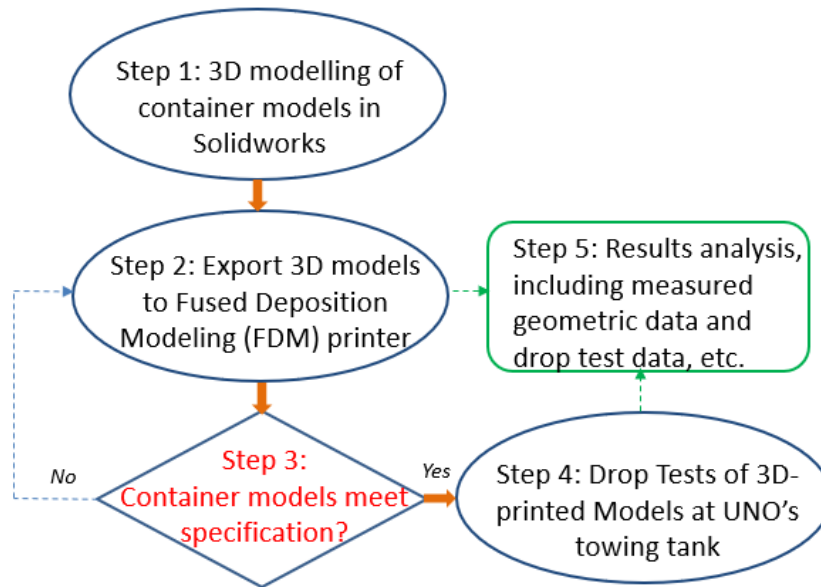 Step 1: 3D modelling of
container models in
Solidworks
Step 2: Export 3D models
to Fused Deposition
Modeling (FDM) printer
Step 3:
Container models meet
specification?
No
Yes
Step 4: Drop Tests of 3D-
printed Models at UNO's
towing tank
Step 5: Results analysis,
including measured
geometric data and
drop test data, etc.